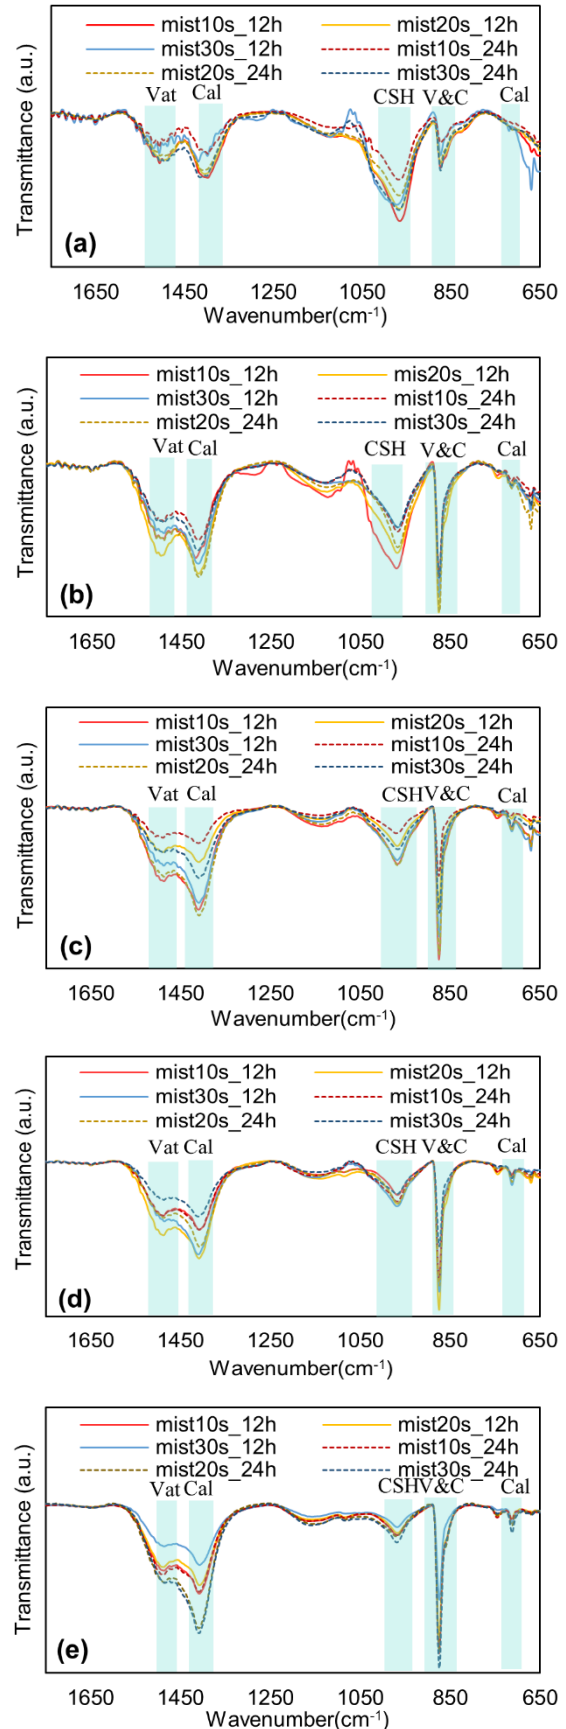 mist10s_12h mist20s_12h
mist30s_12h mist10s_24h
mist20s_24h mist30s_24h
Vat Cal CSH V&C Cal
Transmittance (a.u.)
(a)
1650 1450 1250 1050 850 650
Wavenumber(cm-1)
mist10s_12h mis20s_12h
mist30s_12h mist10s_24h
mist20s_24h mist30s_24h
Vat Cal CSH V&C Cal
Transmittance (a.u.)
(b)
1650 1450 1250 1050 850 650
Wavenumber(cm-1)
mist10s_12h mist20s_12h
mist30s_12h mist10s_24h
mist20s_24h mist30s_24h
Vat Cal CSH V&C Cal
Transmittance (a.u.)
(c)
1650 1450 1250 1050 850 650
Wavenumber(cm-1)
mist10s_12h mist20s_12h
mist30s_12h mist10s_24h
mist20s_24h mist30s_24h
Vat Cal CSH V&C Cal
Transmittance (a.u.)
(d)
1650 1450 1250 1050 850 650
Wavenumber(cm-1)
mist10s_12h mist20s_12h
mist30s_12h mist10s_24h
mist20s_24h mist30s_24h
Vat Cal CSH V&C Cal
Transmittance (a.u.)
(e)
1650 1450 1250 1050 850 650
Wavenumber(cm-1)